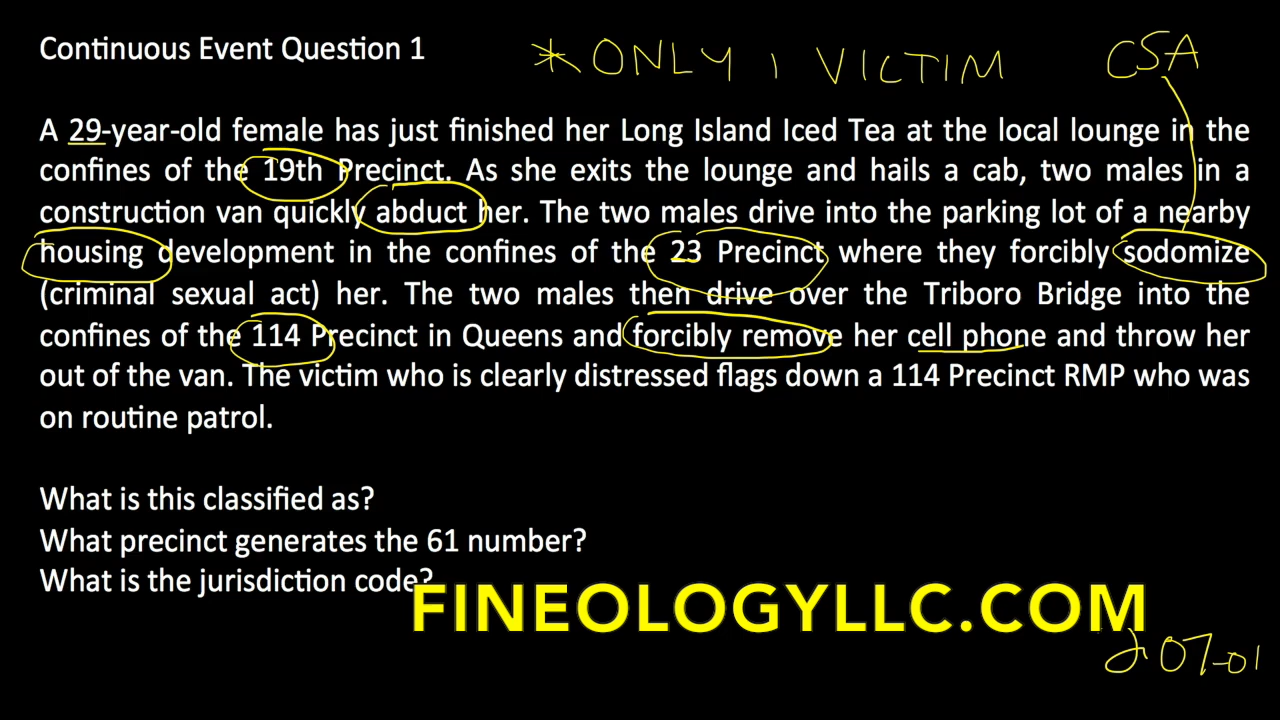 Continuous Event Question 1 * ONLY 1 VICTIM CSA
A 29-year-old female has just finished her Long Island Iced Tea at the local lounge in the
confines of the 19th Precinct. As she exits the lounge and hails a cab, two males in a
construction van quickly abduct her. The two males drive into the parking lot of a nearby
housing development in the confines of the 23 Precinct where they forcibly sodomize
(criminal sexual act) her. The two males then drive over the Triboro Bridge into the
confines of the 114 Precinct in Queens and forcibly remove her cell phone and throw her
out of the van. The victim who is clearly distressed flags down a 114 Precinct RMP who was
on routine patrol.
What is this classified as?
What precinct generates the 61 number?
What is the jurisdiction code?
FINEOLOGYLLC.COM
207-01